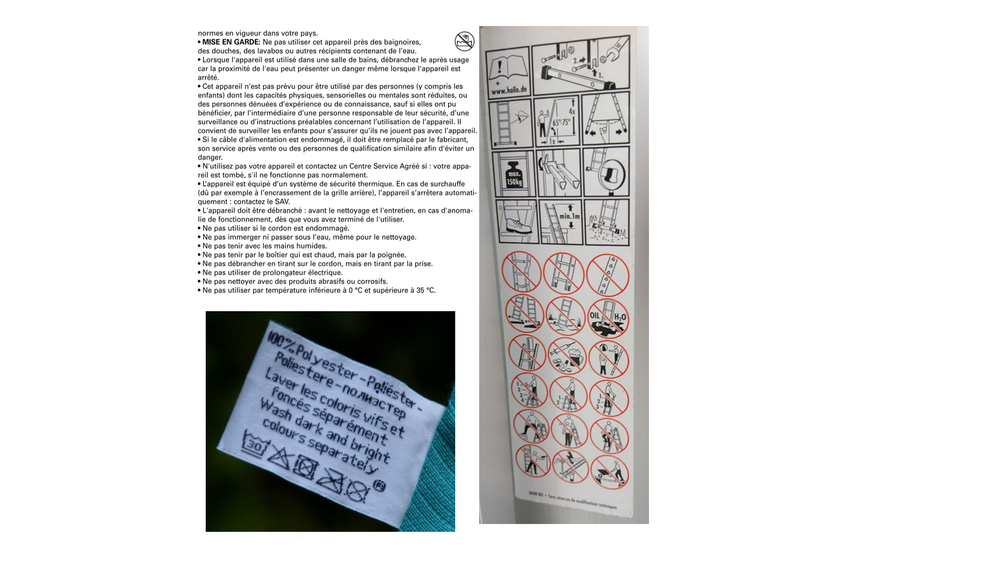 normes en vigueur dans votre pays.
• MISE EN GARDE: Ne pas utiliser cet appareil près des baignoires,
des douches, des lavabos ou autres récipients contenant de l’eau.
• Lorsque l'appareil est utilisé dans une salle de bains, débranchez le après usage
car la proximité de l'eau peut présenter un danger même lorsque l'appareil est
arrêté.
• Cet appareil n’est pas prévu pour être utilisé par des personnes (y compris les
enfants) dont les capacités physiques, sensorielles ou mentales sont réduites, ou
des personnes dénuées d’expérience ou de connaissance, sauf si elles ont pu
bénéficier, par l’intermédiaire d’une personne responsable de leur sécurité, d’une
surveillance ou d’instructions préalables concernant l’utilisation de l’appareil. Il
convient de surveiller les enfants pour s’assurer qu’ils ne jouent pas avec l’appareil.
• Si le câble d'alimentation est endommagé, il doit être remplacé par le fabricant,
son service après vente ou des personnes de qualification similaire afin d'éviter un
danger.
• N'utilisez pas votre appareil et contactez un Centre Service Agréé si : votre appa-
reil est tombé, s'il ne fonctionne pas normalement.
• L’appareil est équipé d’un système de sécurité thermique. En cas de surchauffe
(dû par exemple à l’encrassement de la grille arrière), l’appareil s’arrêtera automati-
quement : contactez le SAV.
• L'appareil doit être débranché : avant le nettoyage et l'entretien, en cas d'anoma-
lie de fonctionnement, dès que vous avez terminé de l'utiliser.
• Ne pas utiliser si le cordon est endommagé.
• Ne pas immerger ni passer sous l’eau, même pour le nettoyage.
• Ne pas tenir avec les mains humides.
• Ne pas tenir par le boîtier qui est chaud, mais par la poignée.
• Ne pas débrancher en tirant sur le cordon, mais en tirant par la prise.
• Ne pas utiliser de prolongateur électrique.
• Ne pas nettoyer avec des produits abrasifs ou corrosifs.
• Ne pas utiliser par température inférieure à 0 °C et supérieure à 35 °C.
100% Polyester - Poliéster -
Poliestere - полиэстер
Laver les coloris vifs et
foncés séparément
Wash dark and bright
colours separately
30
®
!
+
www.hailo.de
2.
10
1.
4x
65°-75°
1x
max.
150kg
min. 1m
OIL H₂O
1
2
3
4
1
2
1
2
3
6608 HU • Sous réserves de modifications techniques